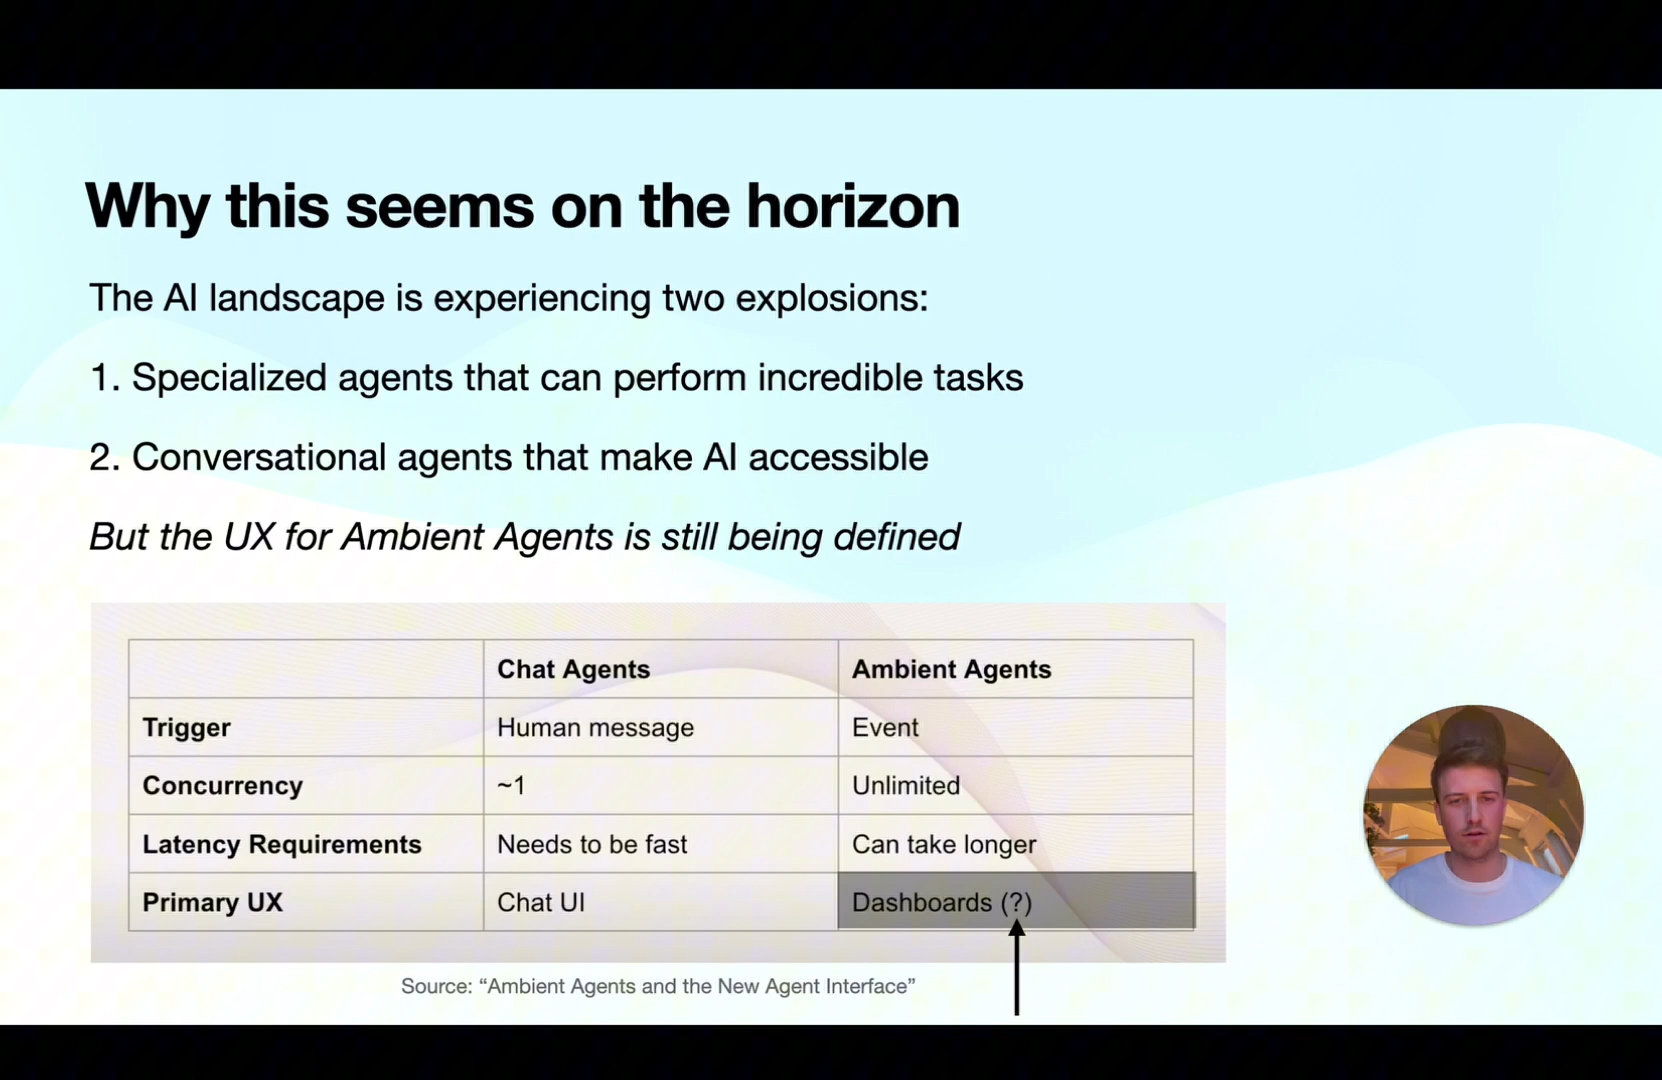 Why this seems on the horizon
The AI landscape is experiencing two explosions:
1. Specialized agents that can perform incredible tasks
2. Conversational agents that make AI accessible
But the UX for Ambient Agents is still being defined
Chat Agents Ambient Agents
Trigger Human message Event
Concurrency ~1 Unlimited
Latency Requirements Needs to be fast Can take longer
Primary UX Chat UI Dashboards (?)
Source: “Ambient Agents and the New Agent Interface”